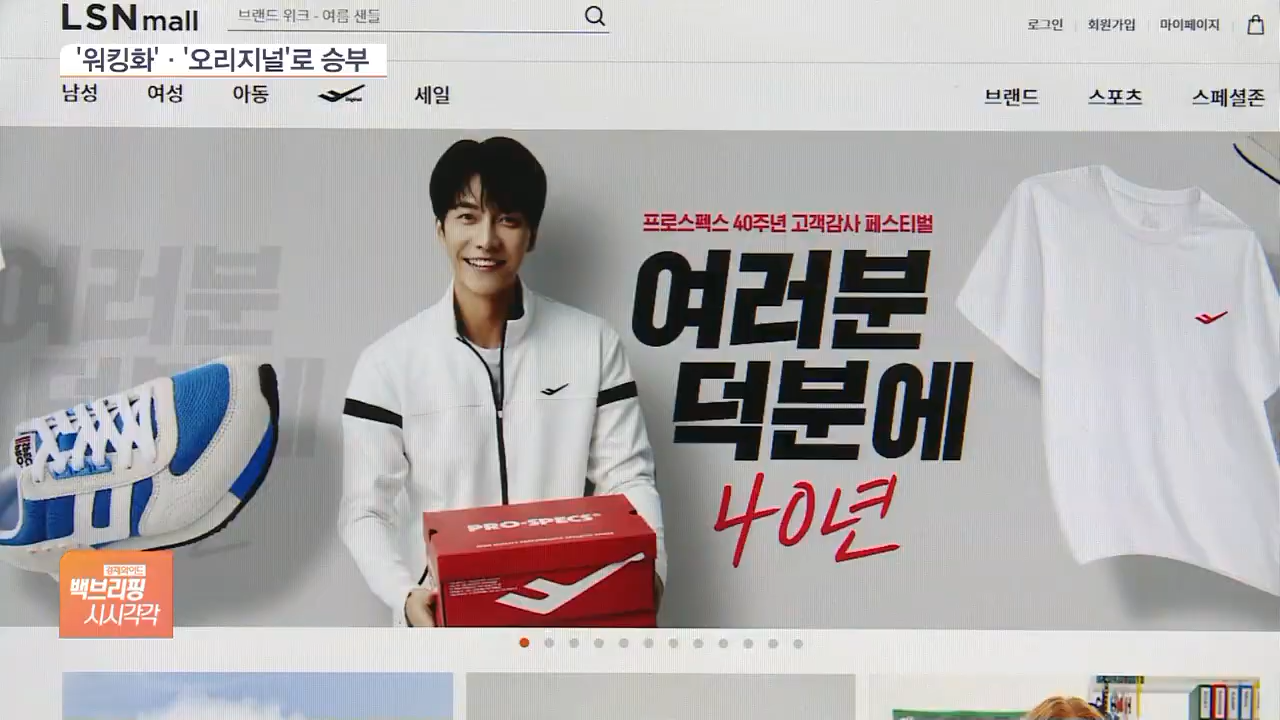 LSN mall
브랜드 위크 - 여름 샌들
로그인
회원가입
마이페이지
'워킹화'·'오리지널'로 승부
남성
여성
아동
Original
세일
브랜드
스포츠
스페셜존
프로스펙스 40주년 고객감사 페스티벌
여러분
덕분에
40년
여러분
PRO-SPECS
경제와이드
백브리핑
시시각각